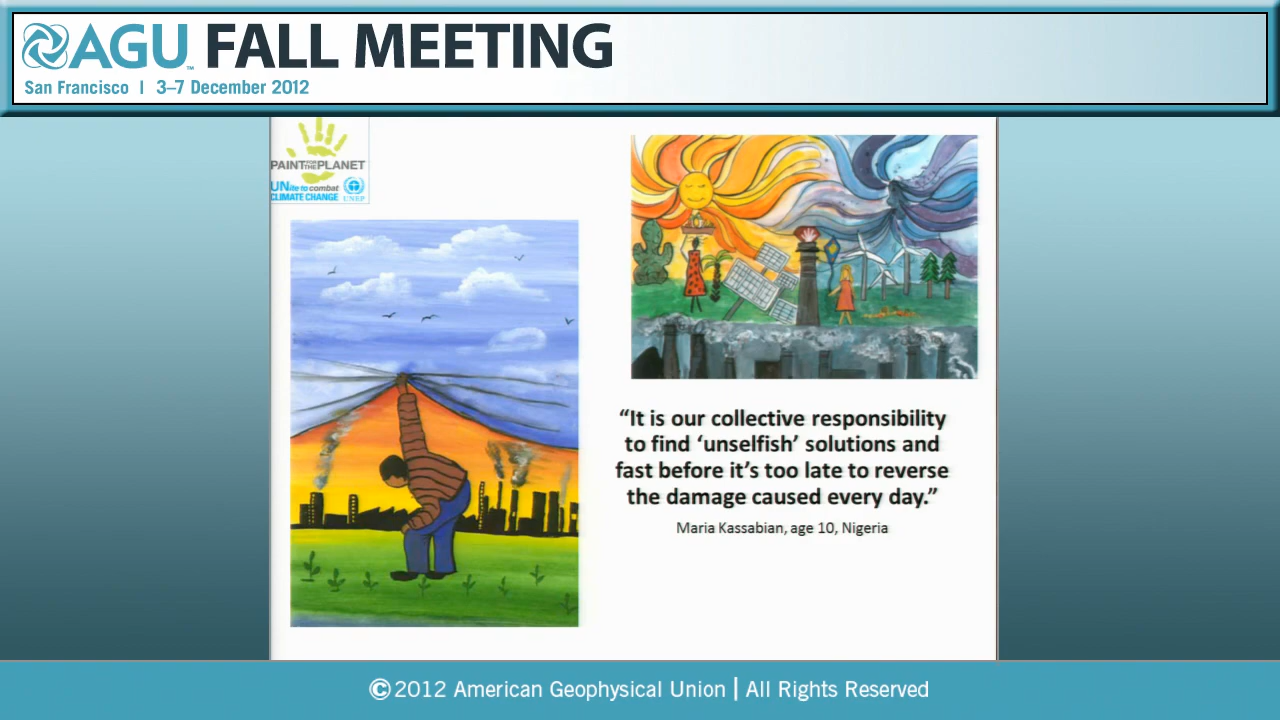 AGU™ FALL MEETING
San Francisco | 3–7 December 2012
PAINT FOR THE PLANET
UNite to combat
CLIMATE CHANGE UNEP
“It is our collective responsibility
to find ‘unselfish’ solutions and
fast before it’s too late to reverse
the damage caused every day.”
Maria Kassabian, age 10, Nigeria
©2012 American Geophysical Union | All Rights Reserved